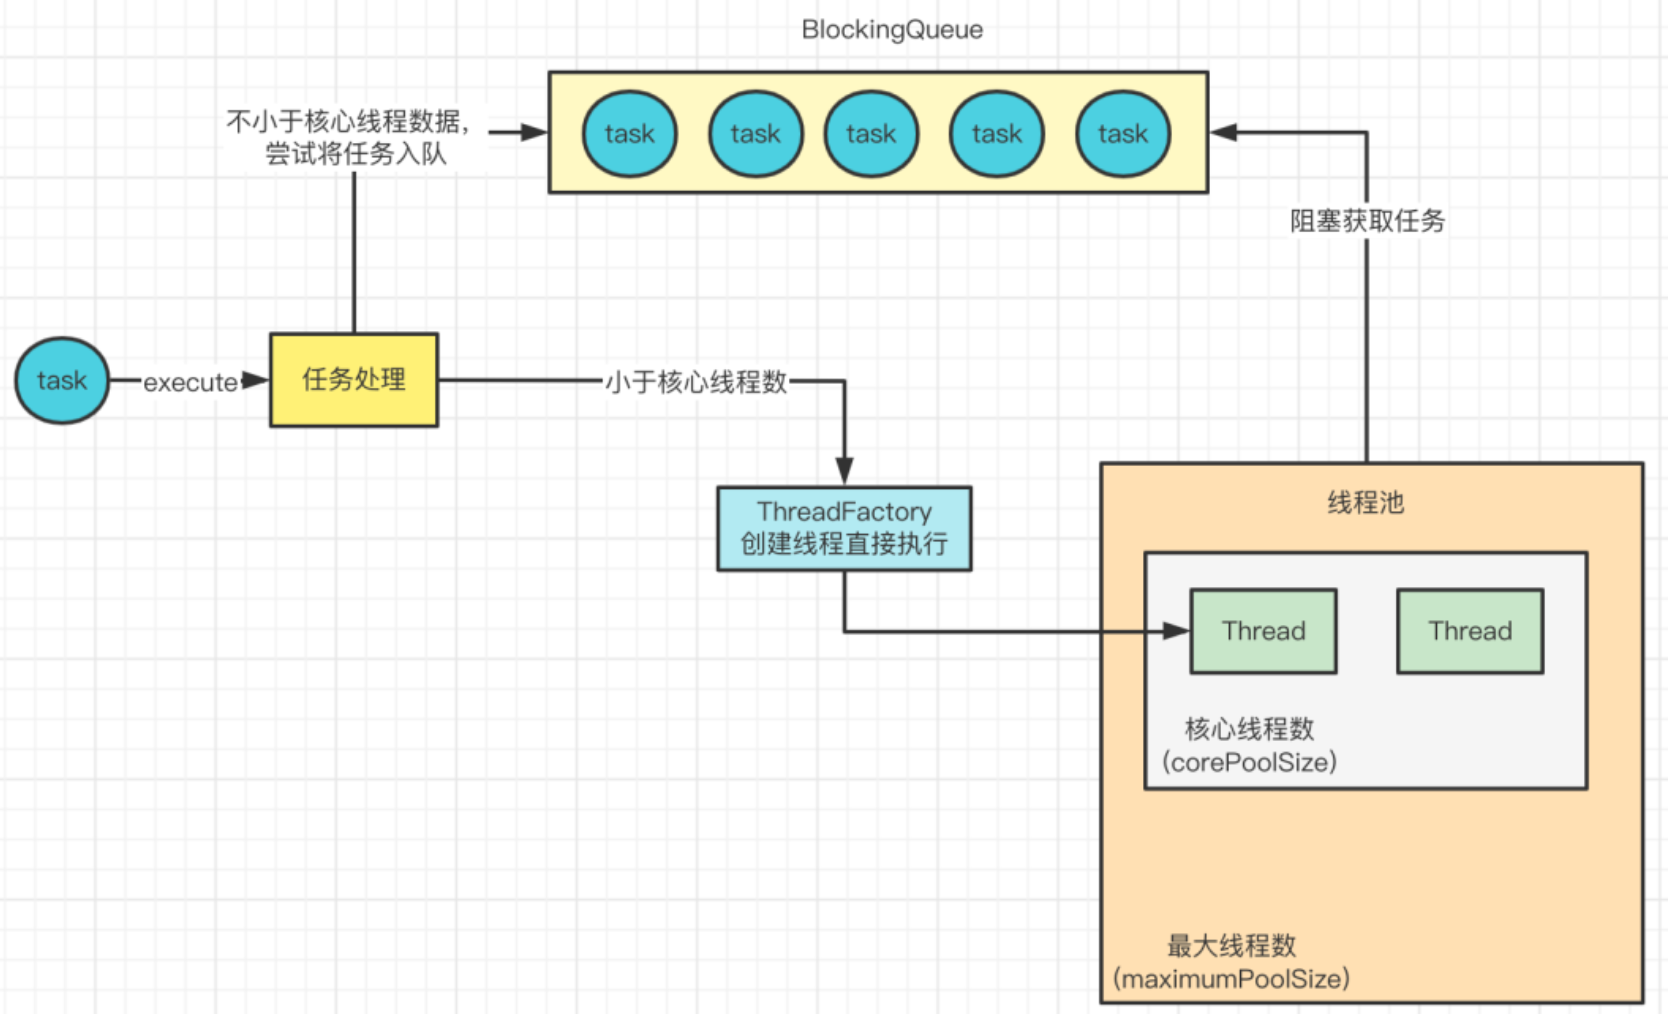 BlockingQueue
不小于核心线程数据，
尝试将任务入队
task
task
task
task
task
阻塞获取任务
task
execute
任务处理
小于核心线程数
ThreadFactory
创建线程直接执行
线程池
Thread
Thread
核心线程数
(corePoolSize)
最大线程数
(maximumPoolSize)